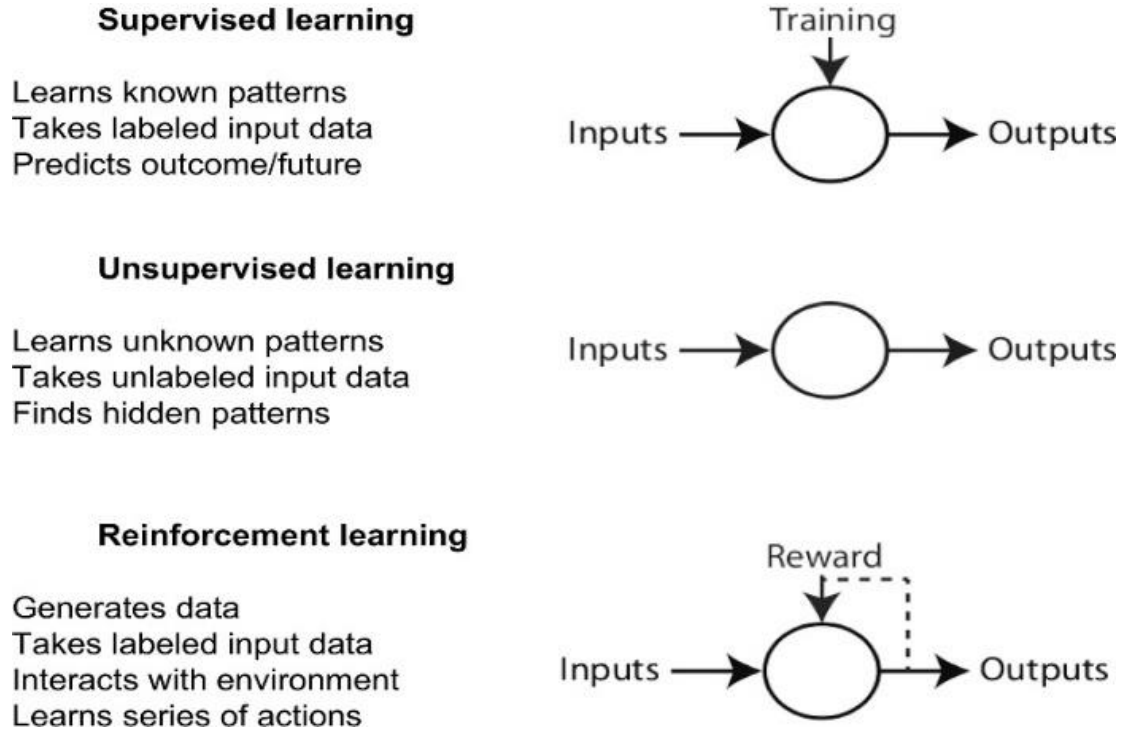 Supervised learning
Learns known patterns
Takes labeled input data
Predicts outcome/future
Training
Inputs
Outputs
Unsupervised learning
Learns unknown patterns
Takes unlabeled input data
Finds hidden patterns
Inputs
Outputs
Reinforcement learning
Generates data
Takes labeled input data
Interacts with environment
Learns series of actions
Reward
Inputs
Outputs